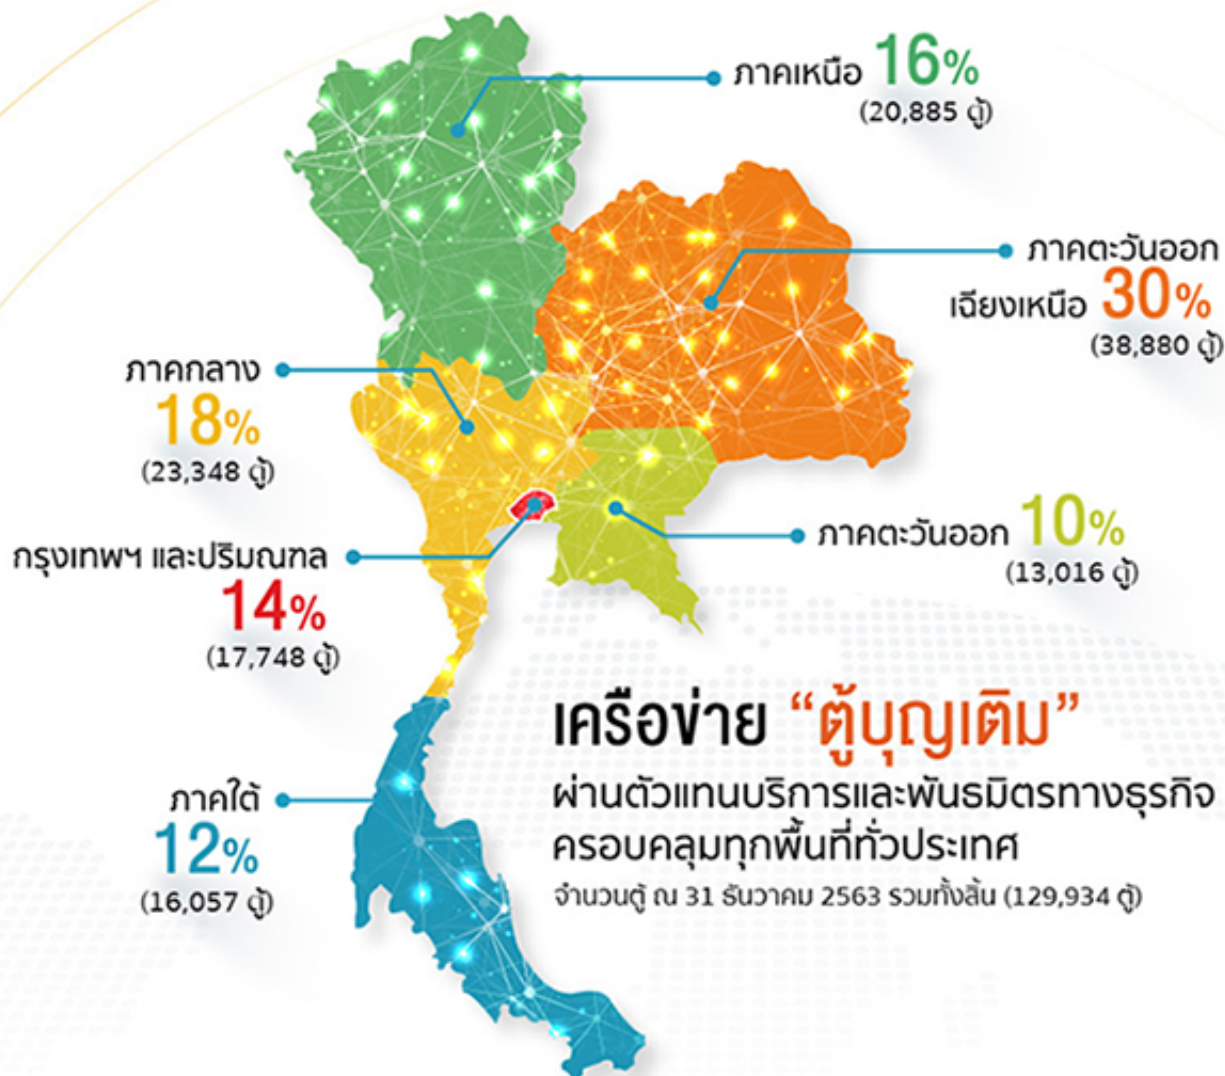 ภาคเหนือ 16%
(20,885 ตู้)
ภาคตะวันออก
เฉียงเหนือ 30%
(38,880 ตู้)
ภาคกลาง
18%
(23,348 ตู้)
ภาคตะวันออก 10%
(13,016 ตู้)
กรุงเทพฯ และปริมณฑล
14%
(17,748 ตู้)
เครือข่าย “ตู้บุญเติม”
ผ่านตัวแทนบริการและพันธมิตรทางธุรกิจ
ครอบคลุมทุกพื้นที่ทั่วประเทศ
จำนวนตู้ ณ 31 ธันวาคม 2563 รวมทั้งสิ้น (129,934 ตู้)
ภาคใต้
12%
(16,057 ตู้)